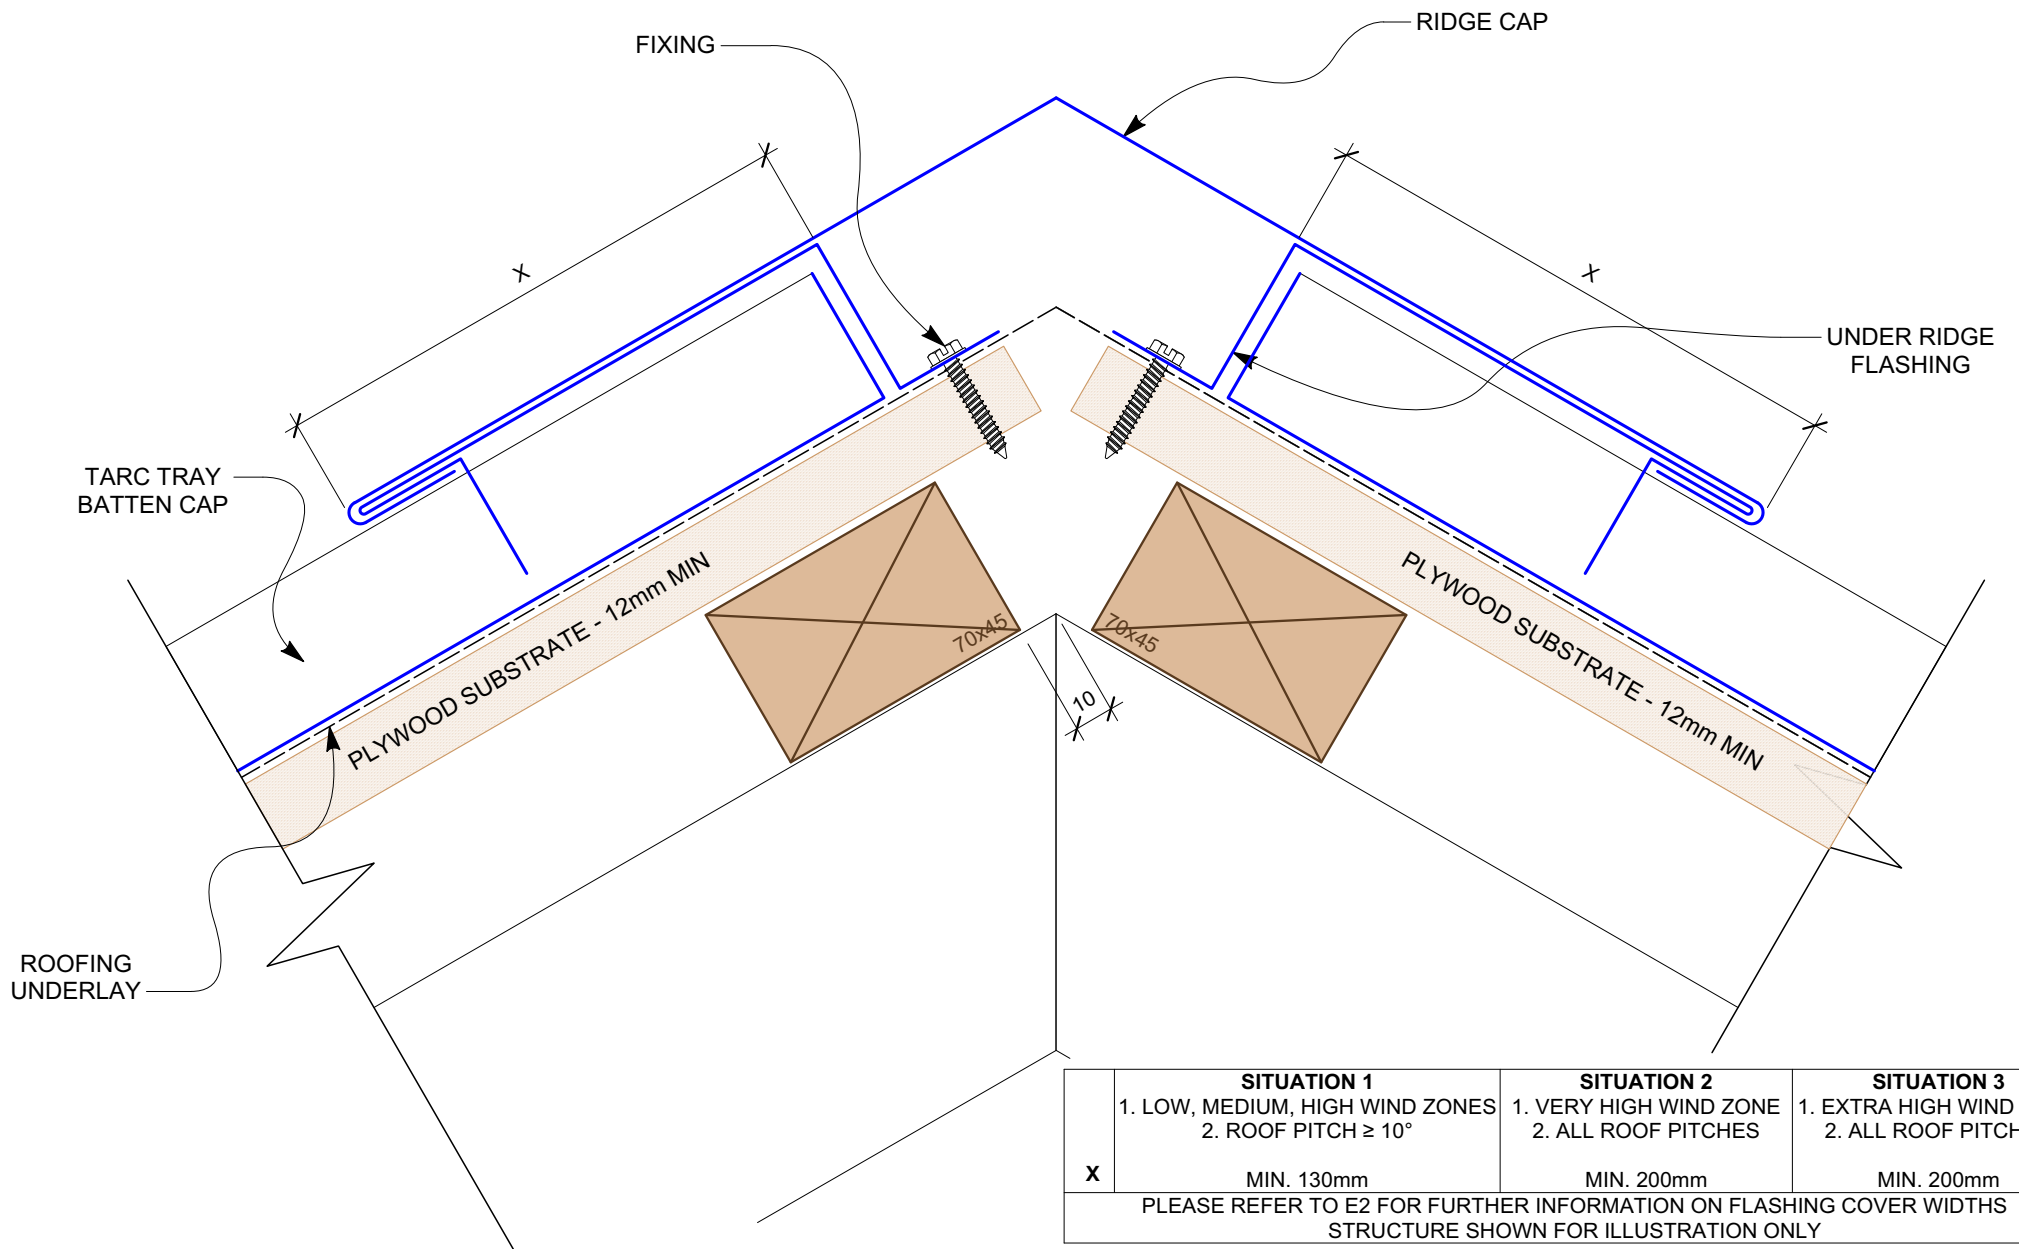 RIDGE CAP
FIXING
X
X
UNDER RIDGE
FLASHING
TARC TRAY
BATTEN CAP
PLYWOOD SUBSTRATE - 12mm MIN
PLYWOOD SUBSTRATE - 12mm MIN
70x45
70x45
10
ROOFING
UNDERLAY
SITUATION 1
1. LOW, MEDIUM, HIGH WIND ZONES
2. ROOF PITCH ≥ 10°
SITUATION 2
1. VERY HIGH WIND ZONE
2. ALL ROOF PITCHES
SITUATION 3
1. EXTRA HIGH WIND
2. ALL ROOF PITCH
X
MIN. 130mm
MIN. 200mm
MIN. 200mm
PLEASE REFER TO E2 FOR FURTHER INFORMATION ON FLASHING COVER WIDTHS
STRUCTURE SHOWN FOR ILLUSTRATION ONLY